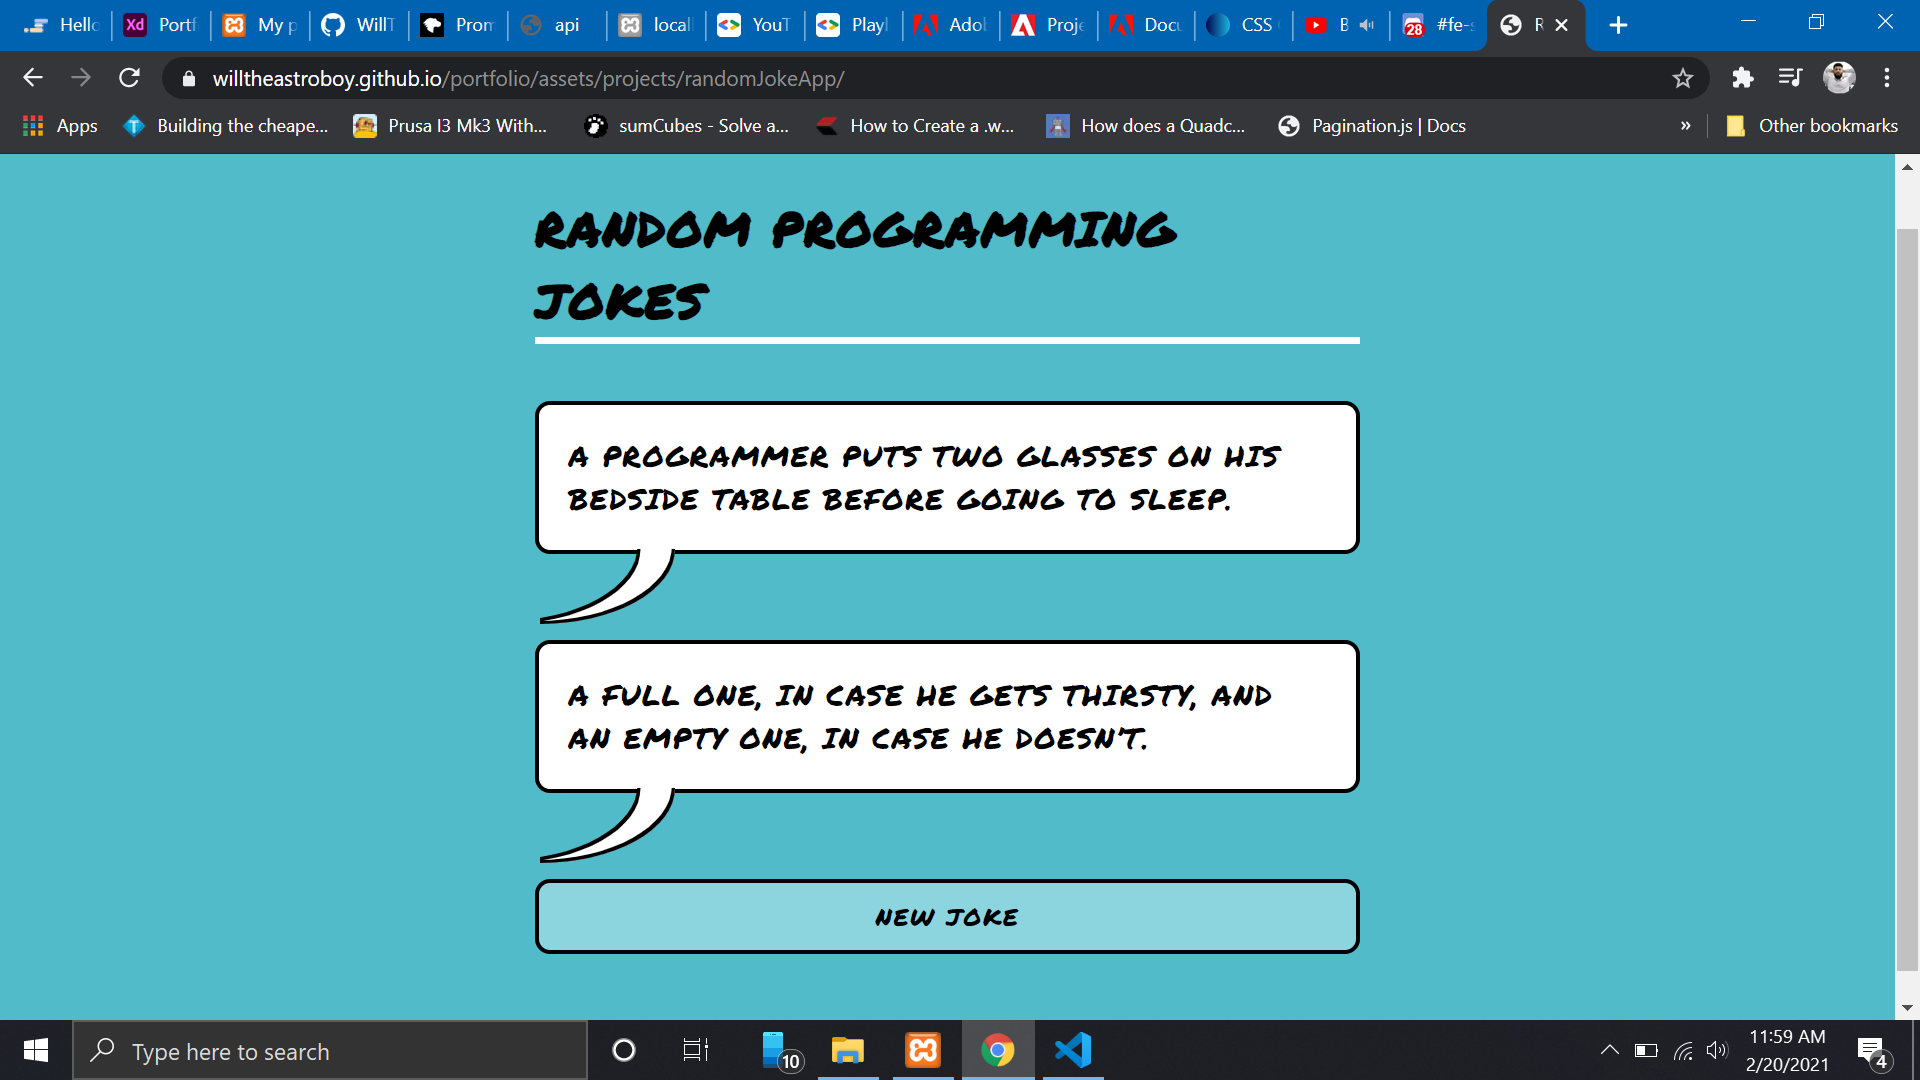 Hello
Xd Portf
My p
WillT
Prom
api
locall
YouT
Playl
Adob
Proje
Docu
CSS
B
28 #fe-s
R
willtheastroboy.github.io/portfolio/assets/projects/randomJokeApp/
Apps
Building the cheape...
Prusa I3 Mk3 With...
sumCubes - Solve a...
How to Create a .w...
How does a Quadc...
Pagination.js | Docs
»
Other bookmarks
RANDOM PROGRAMMING
JOKES
A PROGRAMMER PUTS TWO GLASSES ON HIS
BEDSIDE TABLE BEFORE GOING TO SLEEP.
A FULL ONE, IN CASE HE GETS THIRSTY, AND
AN EMPTY ONE, IN CASE HE DOESN'T.
NEW JOKE
Type here to search
10
11:59 AM
2/20/2021
4